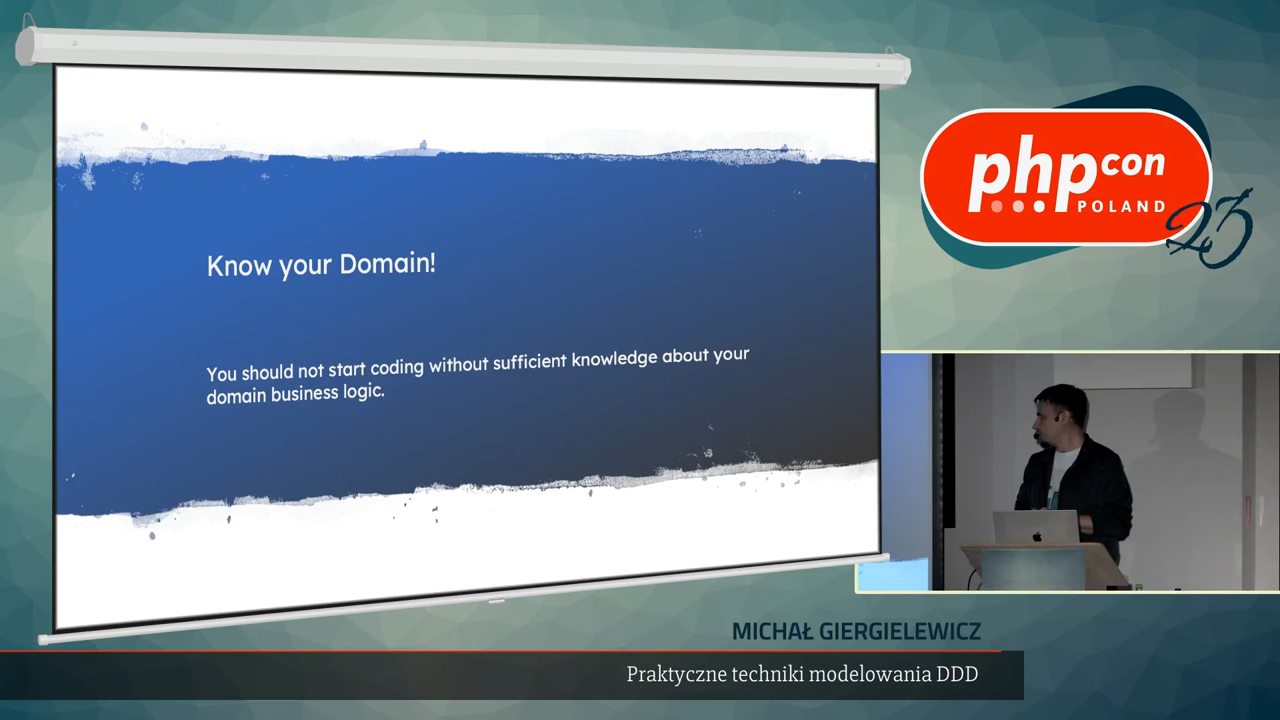 Know your Domain!
You should not start coding without sufficient knowledge about your
domain business logic.
phpcon
POLAND
23
MICHAŁ GIERGIELEWICZ
Praktyczne techniki modelowania DDD